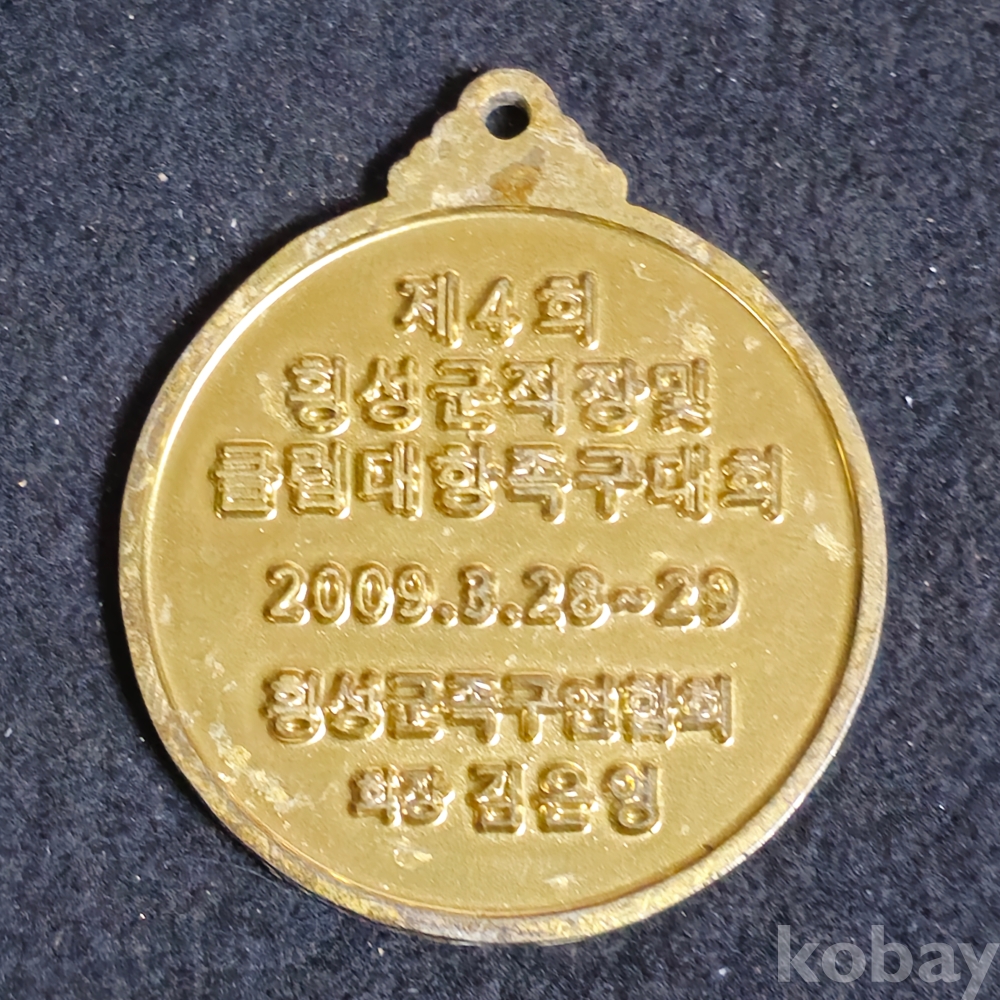 제4회
횡성군직장및
클럽대항족구대회
2009.3.28~29
횡성군족구연합회
회장 김은영
kobay